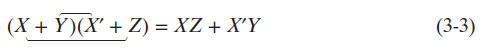 (X + Y)(X′ + Z) = XZ + X′Y (3-3)